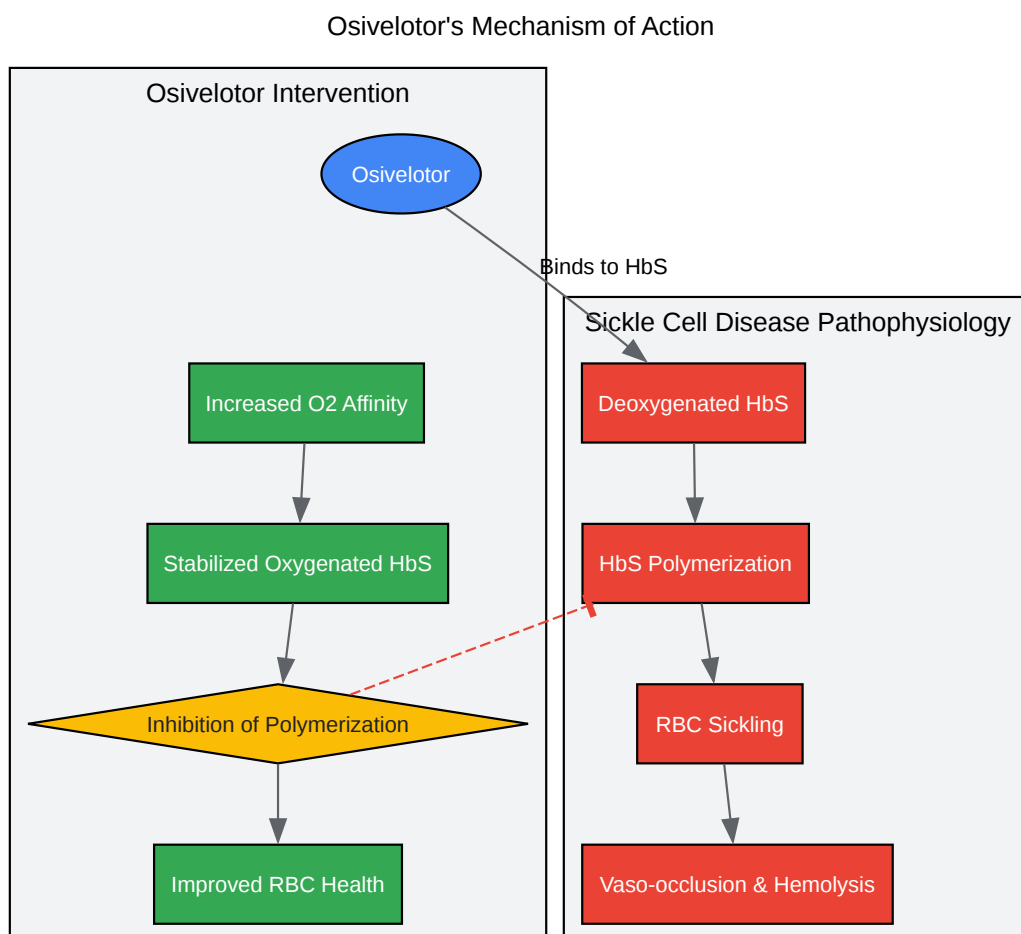 Osivelotor's Mechanism of Action
Osivelotor Intervention
Osivelotor
Binds to HbS
Sickle Cell Disease Pathophysiology
Increased O2 Affinity
Deoxygenated HbS
Stabilized Oxygenated HbS
HbS Polymerization
Inhibition of Polymerization
RBC Sickling
Improved RBC Health
Vaso-occlusion & Hemolysis